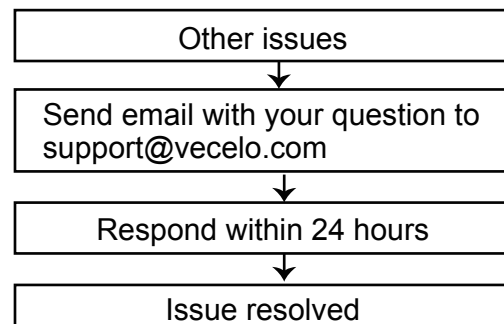 Other issues
Send email with your question to
support@vecelo.com
Respond within 24 hours
Issue resolved